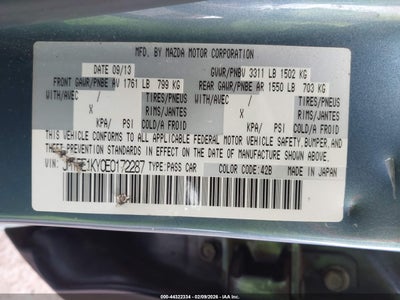 MFD. BY MAZDA MOTOR CORPORATION
DATE 09/13 GVWR/PNBV 3311 LB 1502 KG
FRONT GAWR/PNBE AV 1761 LB 799 KG REAR GAWR/PNBE AR 1550 LB 703 KG
WITH/AVEC / TIRES/PNEUS WITH/AVEC / TIRES/PNEUS
X RIMS/JANTES X RIMS/JANTES
KPA/ PSI COLD/A FROID KPA/ PSI COLD/A FROID
THIS VEHICLE CONFORMS TO ALL APPLICABLE FEDERAL MOTOR VEHICLE SAFETY, BUMPER, AND
THEFT PREVENTION STANDARDS IN EFFECT ON THE DATE OF MANUFACTURE SHOWN ABOVE.
VIN: TYPE:PASS CAR COLOR CODE:42B MADE IN JAPAN
000-44322334 | 02/09/2026 - IAAI.COM